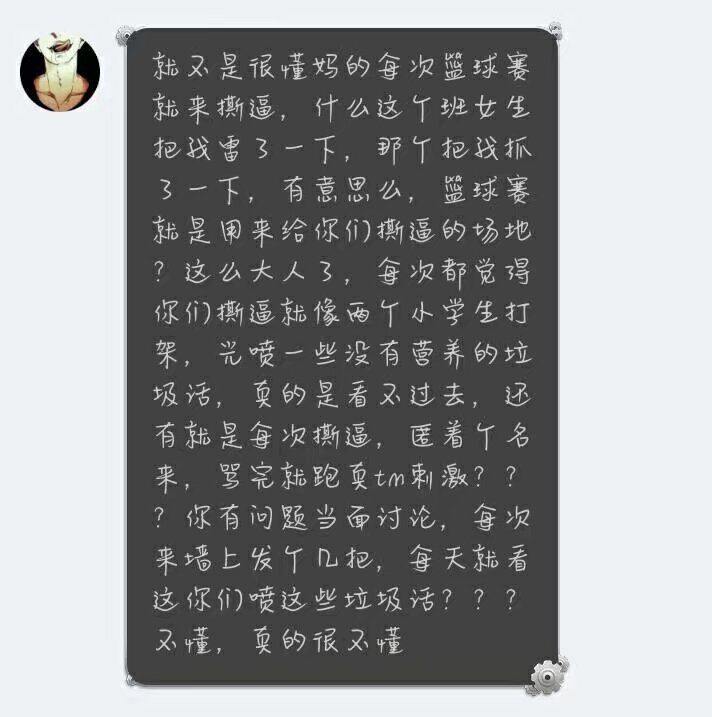 就不是很懂妈的每次篮球赛
就来撕逼，什么这个班女生
把我雷了一下，那个把我抓
了一下，有意思么，篮球赛
就是用来给你们撕逼的场地
？这么大人了，每次都觉得
你们撕逼就像两个小学生打
架，光喷一些没有营养的垃
圾话，真的是看不过去，还
有就是每次撕逼，匿着个名
来，骂完就跑真tm刺激？？
？你有问题当面讨论，每次
来墙上发个几把，每天就看
这你们喷这些垃圾话？？？
不懂，真的很不懂